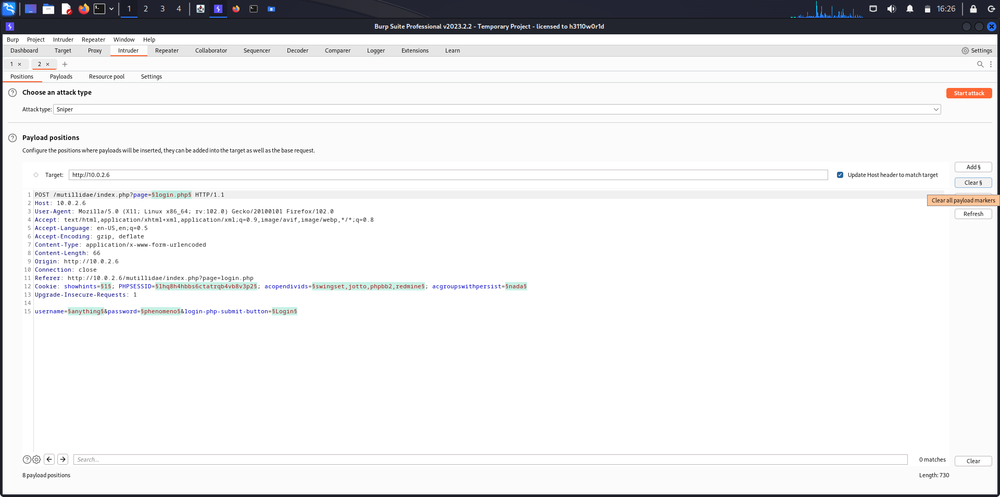 1 2 3 4 16:26
Burp Suite Professional v2023.2.2 - Temporary Project - licensed to h3110w0r1d
Burp Project Intruder Repeater Window Help
Dashboard Target Proxy Intruder Repeater Collaborator Sequencer Decoder Comparer Logger Extensions Learn Settings
1 × 2 × +
Positions Payloads Resource pool Settings
Choose an attack type
Start attack
Attack type: Sniper
Payload positions
Configure the positions where payloads will be inserted, they can be added into the target as well as the base request.
Add §
Target: http://10.0.2.6 Update Host header to match target
Clear §
Clear all payload markers
Refresh
1 POST /mutillidae/index.php?page=§login.php§ HTTP/1.1
2 Host: 10.0.2.6
3 User-Agent: Mozilla/5.0 (X11; Linux x86_64; rv:102.0) Gecko/20100101 Firefox/102.0
4 Accept: text/html,application/xhtml+xml,application/xml;q=0.9,image/avif,image/webp,*/*;q=0.8
5 Accept-Language: en-US,en;q=0.5
6 Accept-Encoding: gzip, deflate
7 Content-Type: application/x-www-form-urlencoded
8 Content-Length: 66
9 Origin: http://10.0.2.6
10 Connection: close
11 Referer: http://10.0.2.6/mutillidae/index.php?page=login.php
12 Cookie: showhints=§1§; PHPSESSID=§lhq8h4hbbs6ctatrqb4vb8v3p2§; acopendivids=§swingset,jotto,phpbb2,redmine§; acgroupswithpersist=§nada§
13 Upgrade-Insecure-Requests: 1
14
15 username=§anything§&password=§phenomeno§&login-php-submit-button=§Login§
Search... 0 matches Clear
8 payload positions Length: 730